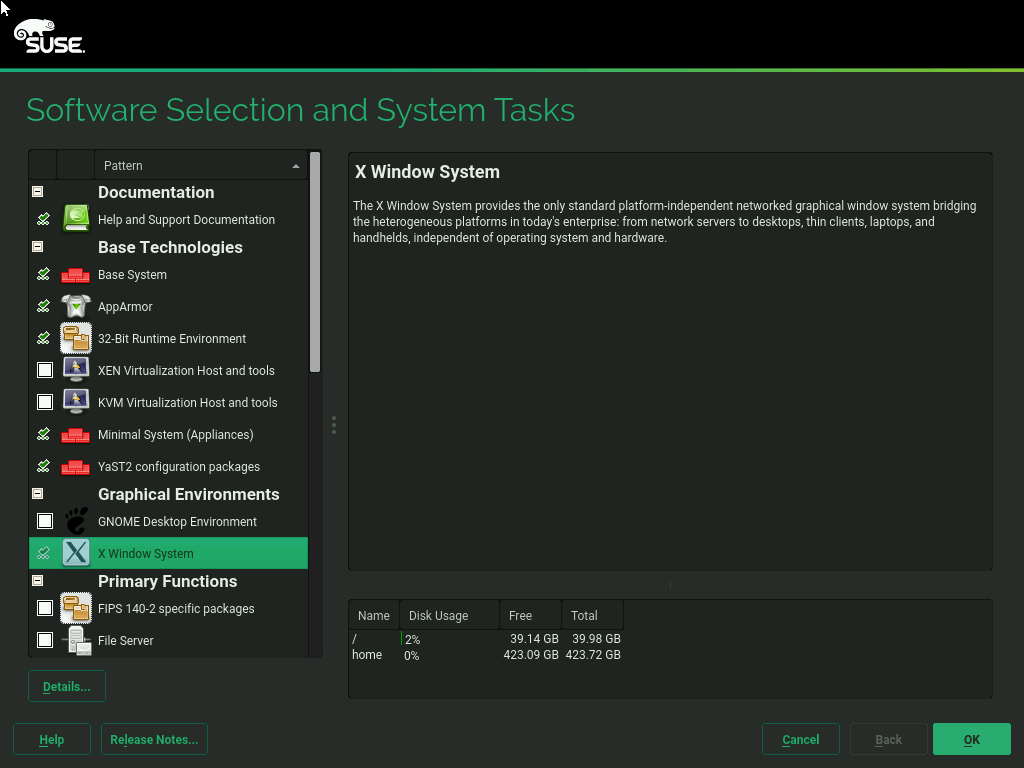 SUSE.
Software Selection and System Tasks
Pattern
Documentation
Help and Support Documentation
Base Technologies
Base System
AppArmor
32-Bit Runtime Environment
XEN Virtualization Host and tools
KVM Virtualization Host and tools
Minimal System (Appliances)
YaST2 configuration packages
Graphical Environments
GNOME Desktop Environment
X Window System
Primary Functions
FIPS 140-2 specific packages
File Server
Details...
X Window System
The X Window System provides the only standard platform-independent networked graphical window system bridging
the heterogeneous platforms in today's enterprise: from network servers to desktops, thin clients, laptops, and
handhelds, independent of operating system and hardware.
Name Disk Usage Free Total
/ 2% 39.14 GB 39.98 GB
home 0% 423.09 GB 423.72 GB
Help Release Notes... Cancel Back OK